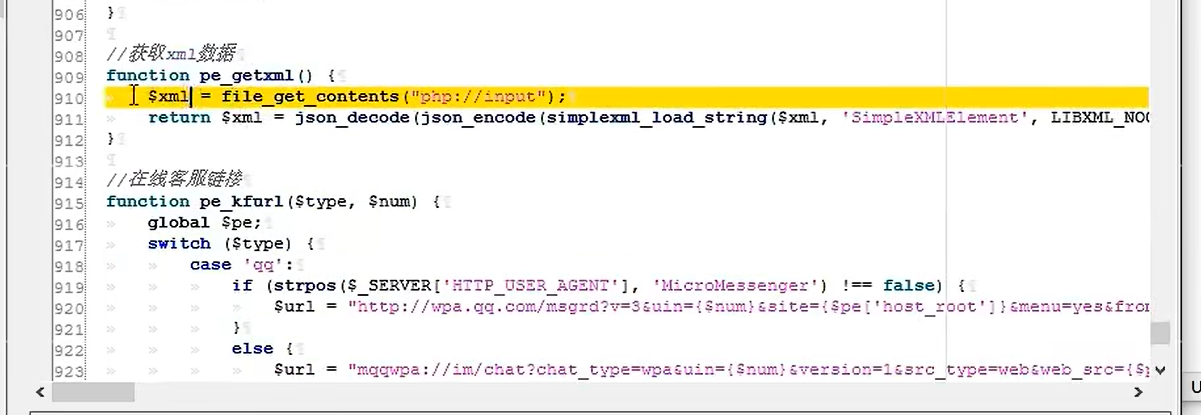 906 }
907
908 //获取xml数据
909 function pe_getxml() {
910 $xml = file_get_contents("php://input");
911 return $xml = json_decode(json_encode(simplexml_load_string($xml, 'SimpleXMLElement', LIBXML_NOC
912 }
913
914 //在线客服链接
915 function pe_kfurl($type, $num) {
916 global $pe;
917 switch ($type) {
918 case 'qq':
919 if (strpos($_SERVER['HTTP_USER_AGENT'], 'MicroMessenger') !== false) {
920 $url = "http://wpa.qq.com/msgrd?v=3&uin={$num}&site={$pe['host_root']}&menu=yes&from
921 }
922 else {
923 $url = "mqqwpa://im/chat?chat_type=wpa&uin={$num}&version=1&src_type=web&web_src={$p
U